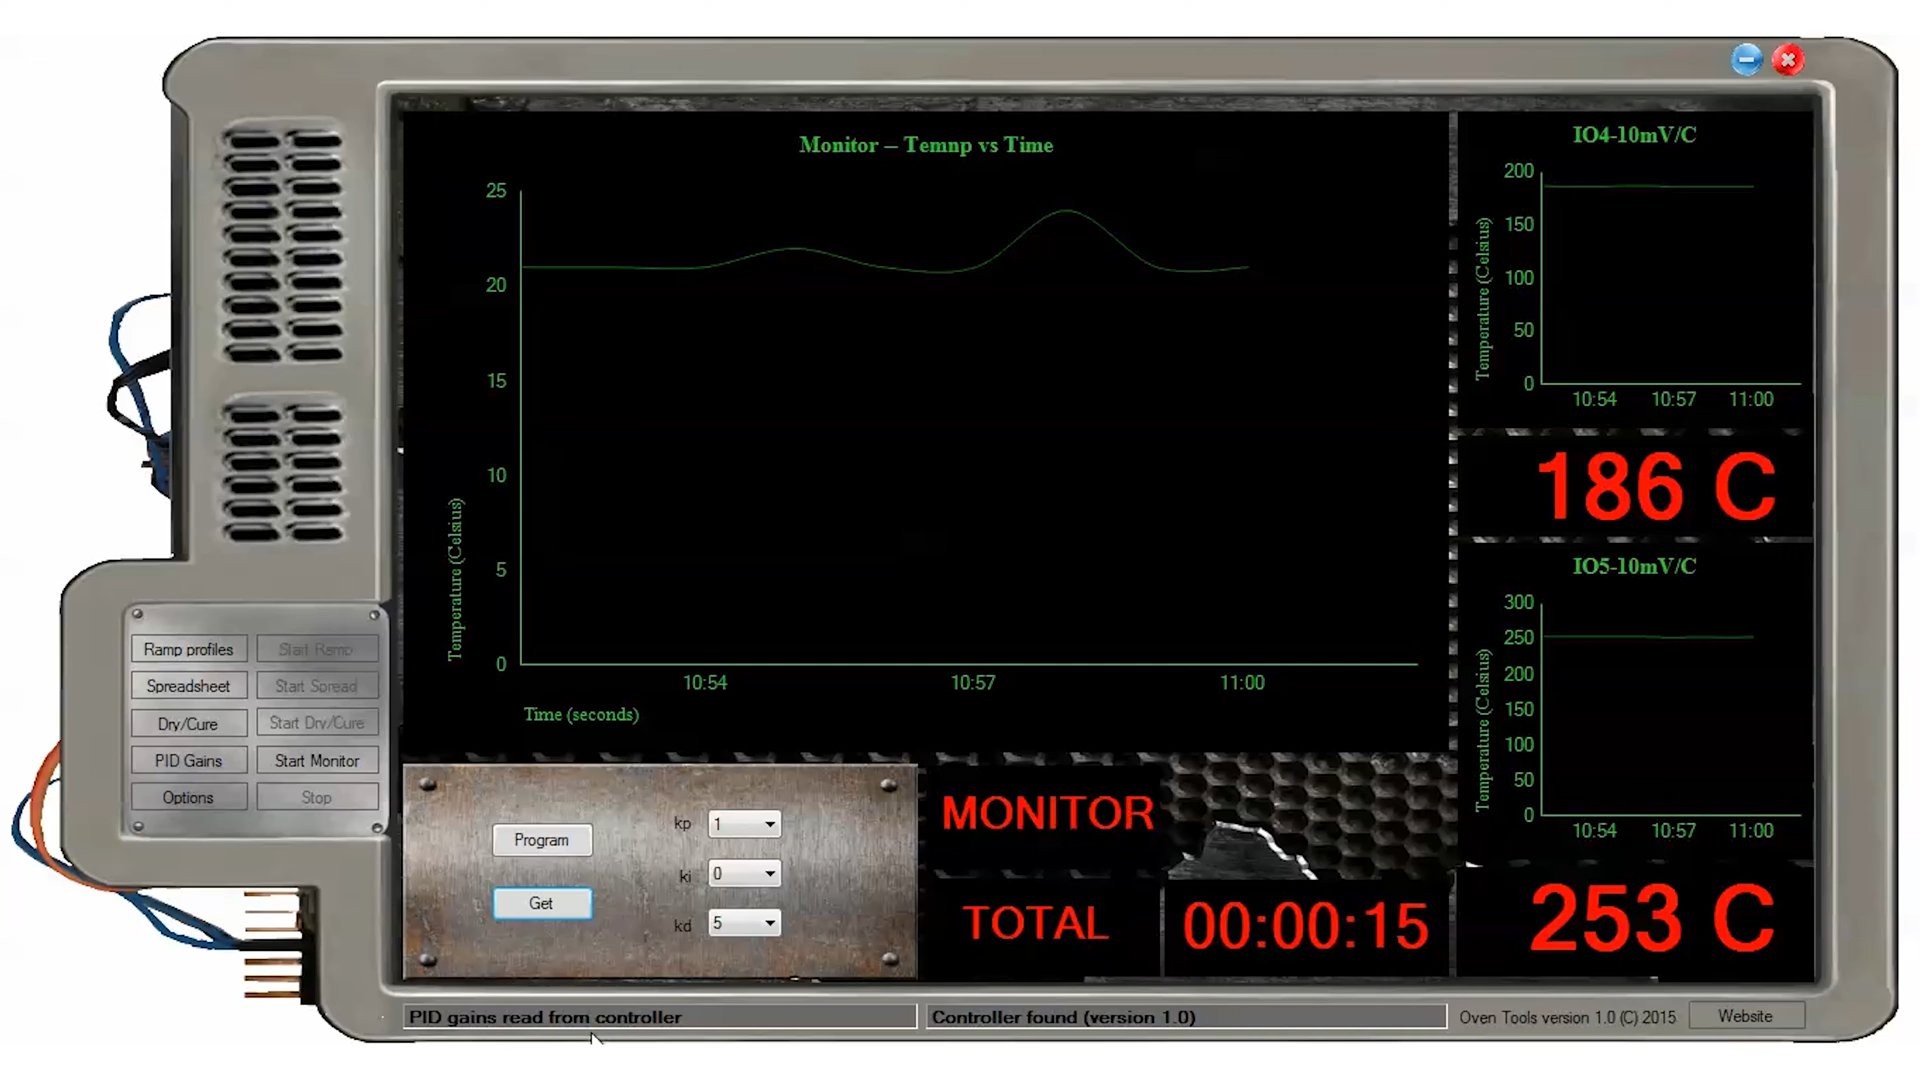 Monitor – Temnp vs Time
25
20
15
10
5
0
Temperature (Celsius)
10:54 10:57 11:00
Time (seconds)
IO4-10mV/C
200
150
100
50
0
Temperature (Celsius)
10:54 10:57 11:00
186 C
IO5-10mV/C
300
250
200
150
100
50
0
Temperature (Celsius)
10:54 10:57 11:00
253 C
Ramp profiles Start Ramp
Spreadsheet Start Spread
Dry/Cure Start Dry/Cure
PID Gains Start Monitor
Options Stop
Program
Get
kp 1
ki 0
kd 5
MONITOR
TOTAL 00:00:15
PID gains read from controller
Controller found (version 1.0)
Oven Tools version 1.0 (C) 2015
Website